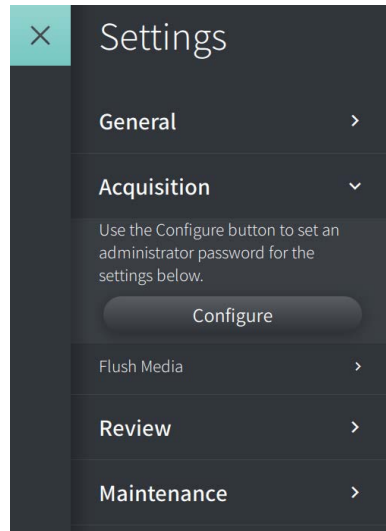 Settings
General
Acquisition
Use the Configure button to set an
administrator password for the
settings below.
Configure
Flush Media
Review
Maintenance